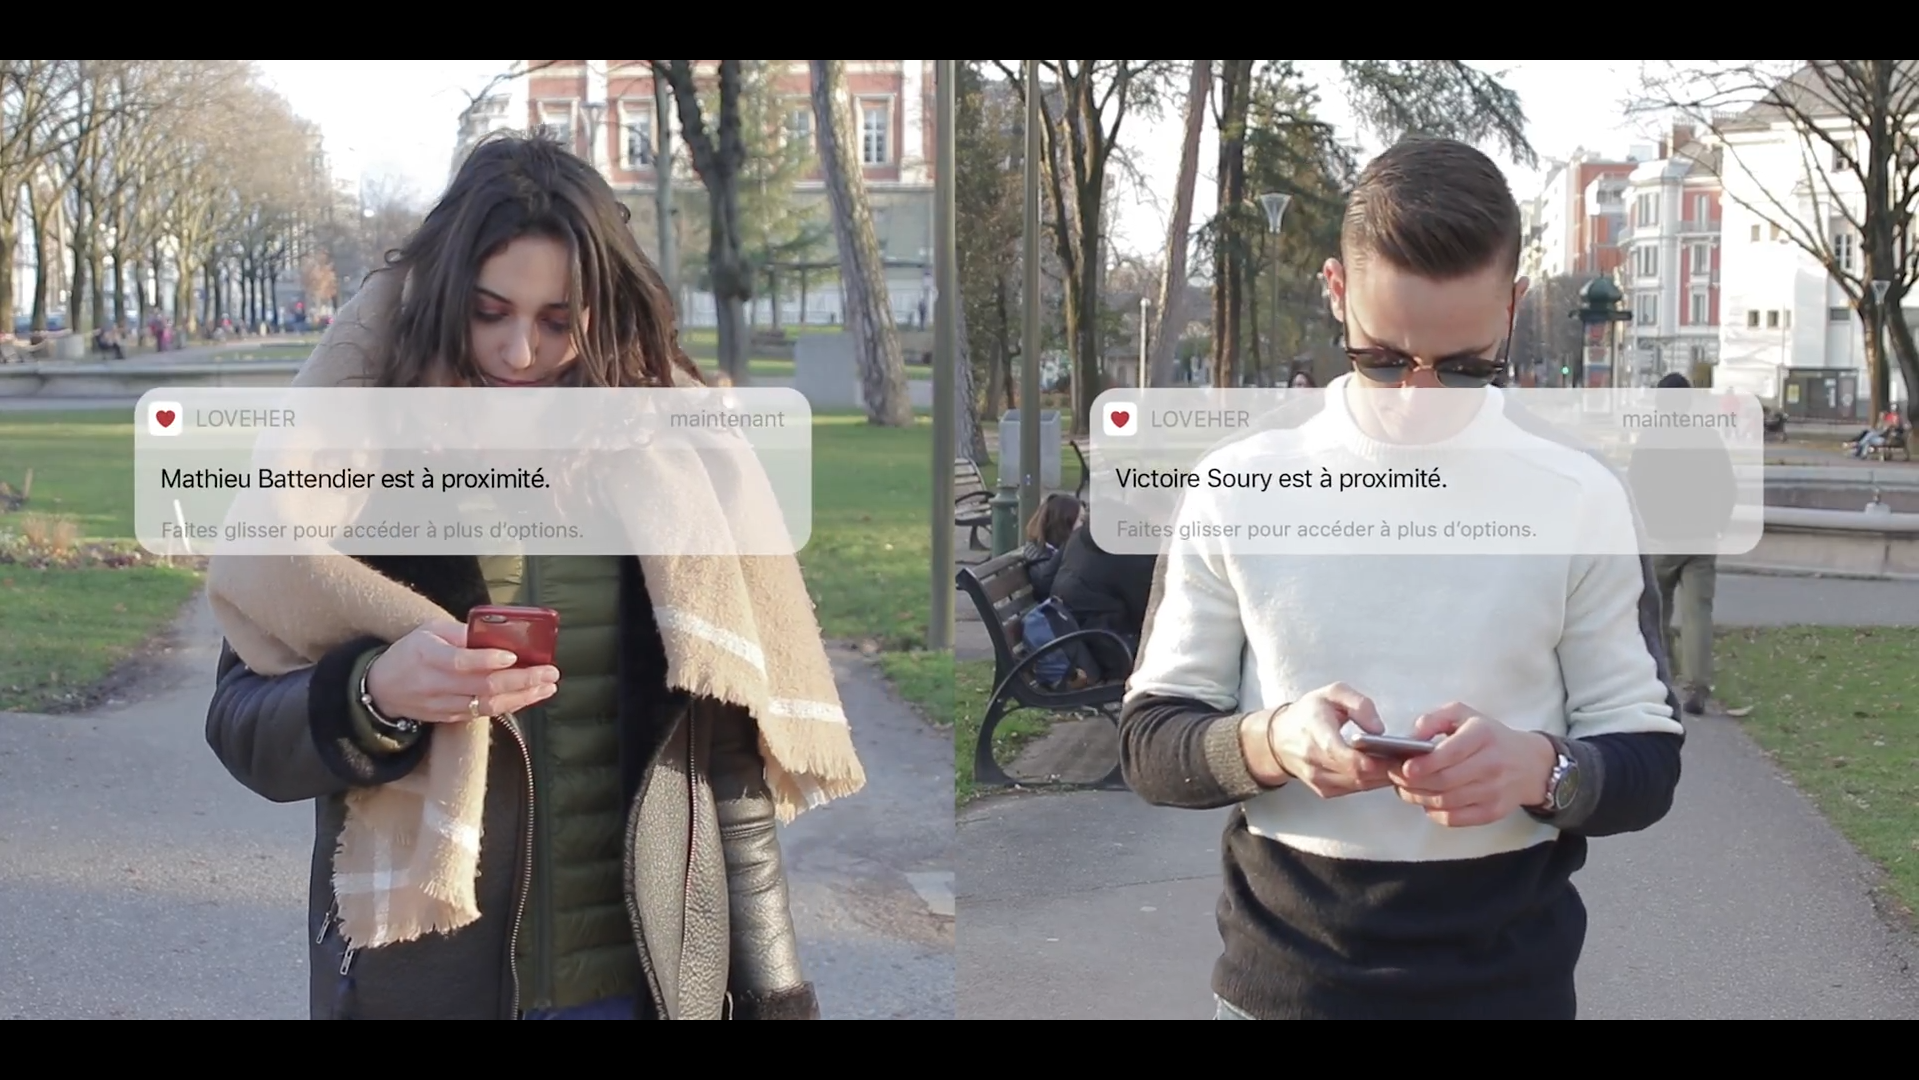 LOVEHER
maintenant
Mathieu Battendier est à proximité.
Faites glisser pour accéder à plus d’options.
LOVEHER
maintenant
Victoire Soury est à proximité.
Faites glisser pour accéder à plus d’options.